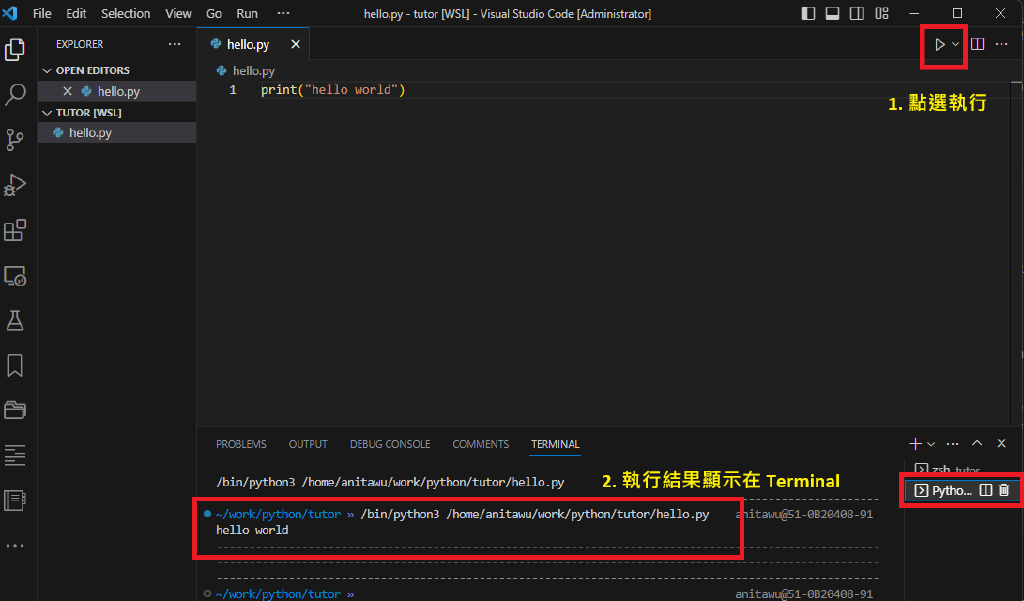 File Edit Selection View Go Run ··· hello.py - tutor [WSL] - Visual Studio Code [Administrator]
EXPLORER ···
hello.py
OPEN EDITORS
hello.py
hello.py
1 print("hello world")
1. 點選執行
TUTOR [WSL]
hello.py
PROBLEMS OUTPUT DEBUG CONSOLE COMMENTS TERMINAL
zsh tutor
/bin/python3 /home/anitawu/work/python/tutor/hello.py
2. 執行結果顯示在 Terminal
Pytho...
~/work/python/tutor » /bin/python3 /home/anitawu/work/python/tutor/hello.py anitawu@51-0B20408-91
hello world
~/work/python/tutor » anitawu@51-0B20408-91